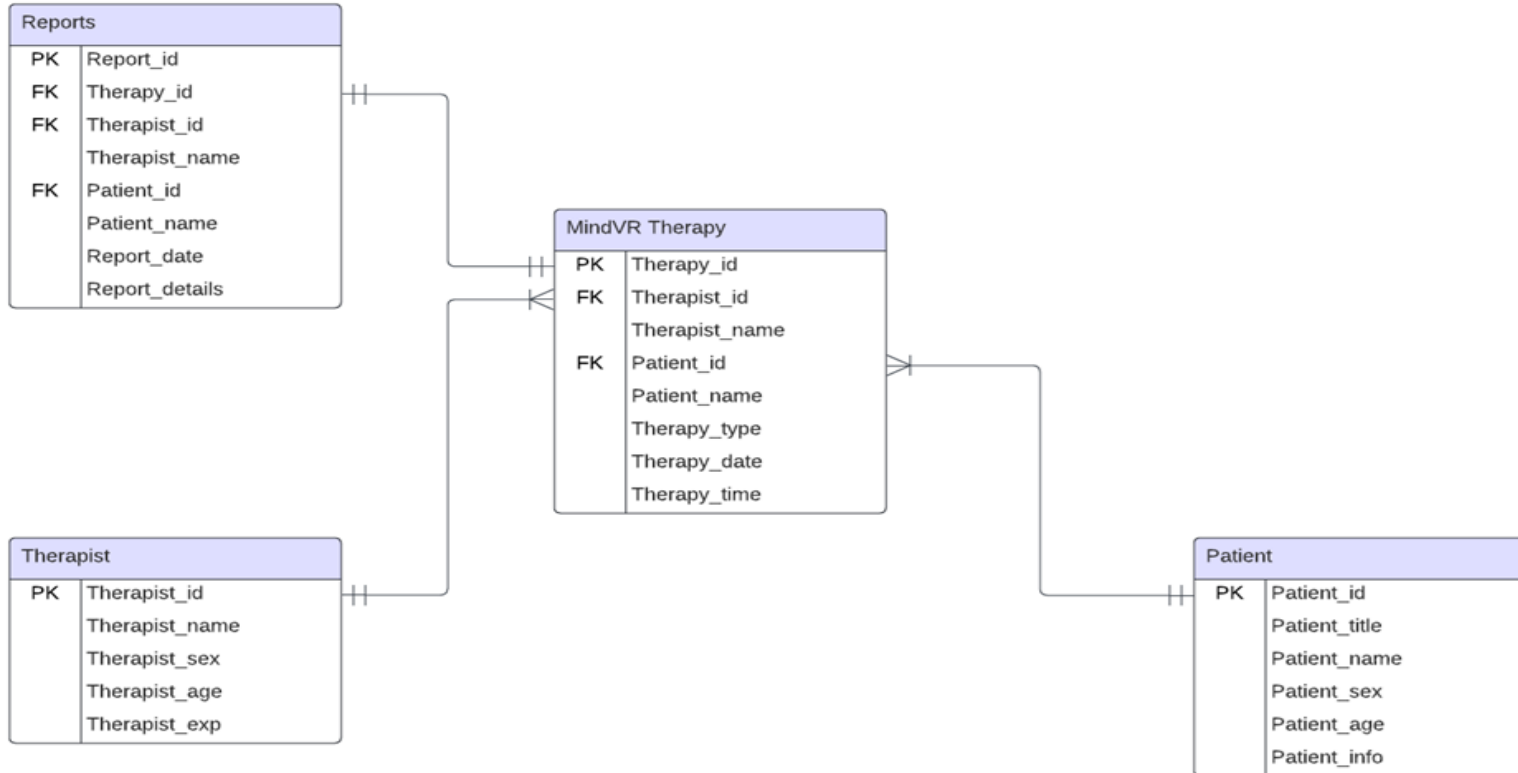 Reports
PK Report_id
FK Therapy_id
FK Therapist_id
Therapist_name
FK Patient_id
Patient_name
Report_date
Report_details
MindVR Therapy
PK Therapy_id
FK Therapist_id
Therapist_name
FK Patient_id
Patient_name
Therapy_type
Therapy_date
Therapy_time
Therapist
PK Therapist_id
Therapist_name
Therapist_sex
Therapist_age
Therapist_exp
Patient
PK Patient_id
Patient_title
Patient_name
Patient_sex
Patient_age
Patient_info